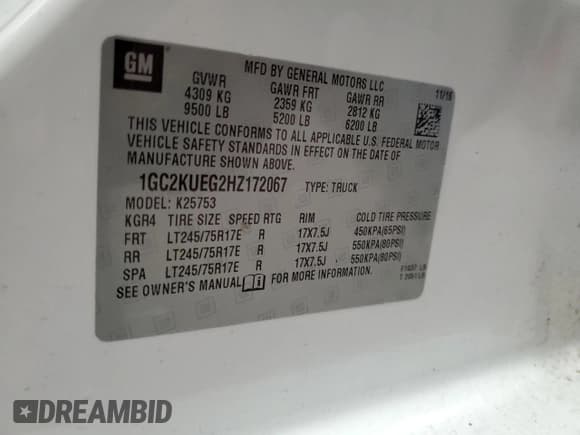 GM
MFD BY GENERAL MOTORS LLC
GVWR GAWR FRT GAWR RR 11/16
4309 KG 2359 KG 2812 KG
9500 LB 5200 LB 6200 LB
THIS VEHICLE CONFORMS TO ALL APPLICABLE U.S. FEDERAL MOTOR
VEHICLE SAFETY STANDARDS IN EFFECT ON THE DATE OF
MANUFACTURE SHOWN ABOVE.
1GC2KUEG2HZ172067 TYPE: TRUCK
MODEL: K25753
KGR4 TIRE SIZE SPEED RTG RIM COLD TIRE PRESSURE
FRT LT245/75R17E R 17X7.5J 450KPA(65PSI)
RR LT245/75R17E R 17X7.5J 550KPA(80PSI)
SPA LT245/75R17E R 17X7.5J 550KPA(80PSI)
SEE OWNER'S MANUAL FOR MORE INFORMATION.
DREAMBID